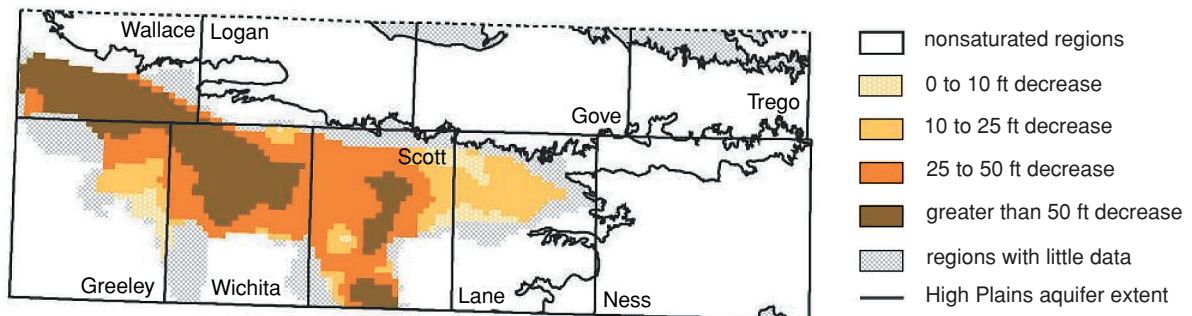 Wallace
Logan
Gove
Trego
Scott
Greeley
Wichita
Lane
Ness
nonsaturated regions
0 to 10 ft decrease
10 to 25 ft decrease
25 to 50 ft decrease
greater than 50 ft decrease
regions with little data
High Plains aquifer extent